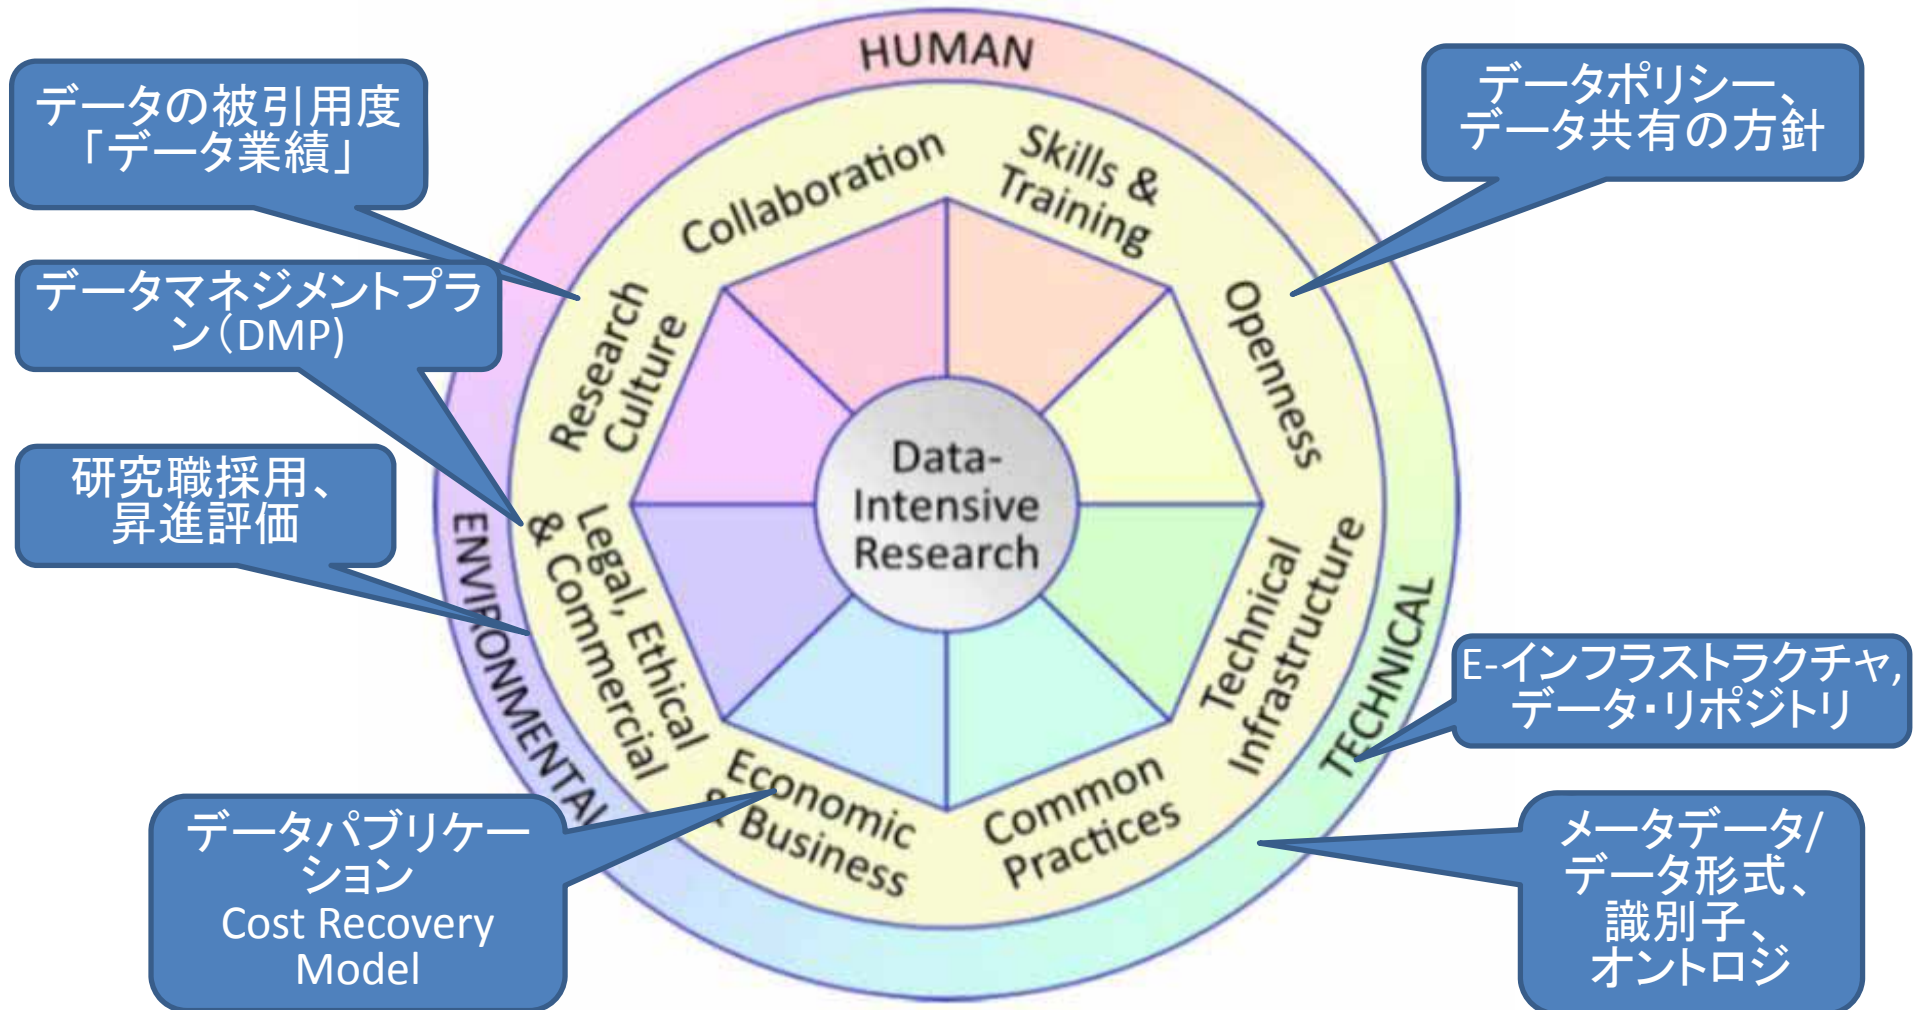 HUMAN
データの被引用度
「データ業績」
データポリシー、
データ共有の方針
Collaboration
Skills &
Training
データマネジメントプラ
ン（DMP)
Research
Culture
Openness
研究職採用、
昇進評価
Data-
Intensive
Research
ENVIRONMENTAL
Legal, Ethical
& Commercial
Technical
Infrastructure
TECHNICAL
E-インフラストラクチャ,
データ・リポジトリ
Economic
& Business
Common
Practices
データパブリケー
ション
Cost Recovery
Model
メータデータ/
データ形式、
識別子、
オントロジ